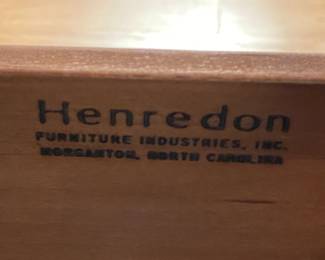 Henredon
FURNITURE INDUSTRIES, INC.
MORGANTON, NORTH CAROLINA